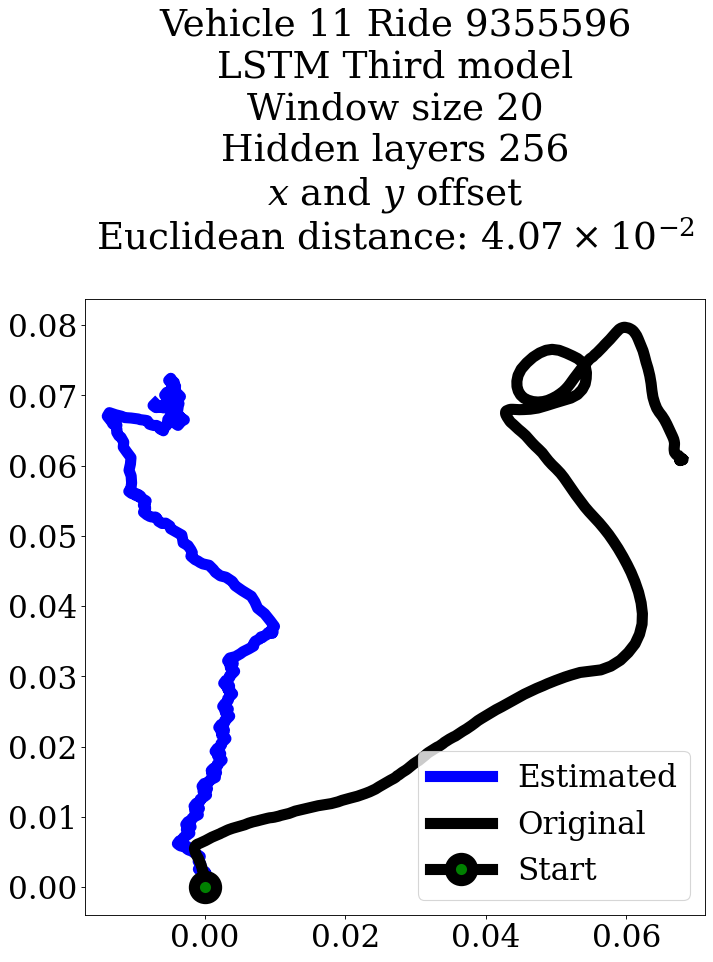 Vehicle 11 Ride 9355596
LSTM Third model
Window size 20
Hidden layers 256
x and y offset
Euclidean distance: 4.07 × 10⁻²
0.08
0.07
0.06
0.05
0.04
0.03
0.02
0.01
0.00
Estimated
Original
Start
0.00 0.02 0.04 0.06